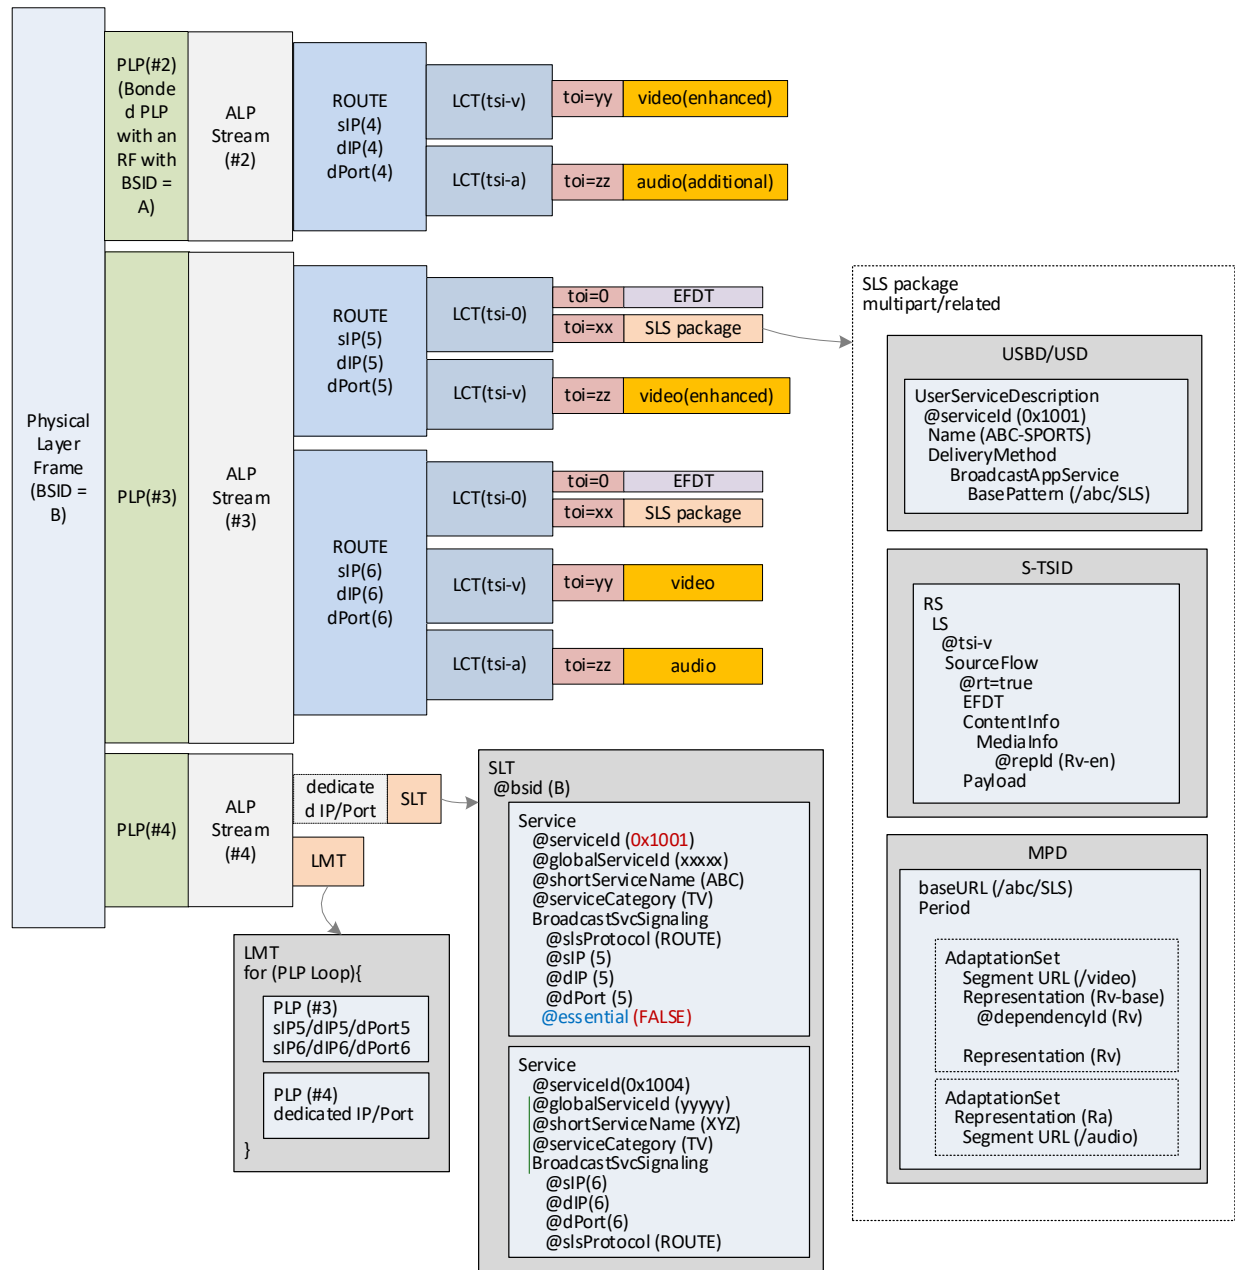 Physical
Layer
Frame
(BSID =
B)
PLP(#2)
(Bonde
d PLP
with an
RF with
BSID =
A)
ALP
Stream
(#2)
ROUTE
sIP(4)
dIP(4)
dPort(4)
LCT(tsi-v)
toi=yy
video(enhanced)
LCT(tsi-a)
toi=zz
audio(additional)
PLP(#3)
ALP
Stream
(#3)
ROUTE
sIP(5)
dIP(5)
dPort(5)
LCT(tsi-0)
toi=0
EFDT
toi=xx
SLS package
LCT(tsi-v)
toi=zz
video(enhanced)
ROUTE
sIP(6)
dIP(6)
dPort(6)
LCT(tsi-0)
toi=0
EFDT
toi=xx
SLS package
LCT(tsi-v)
toi=yy
video
LCT(tsi-a)
toi=zz
audio
PLP(#4)
ALP
Stream
(#4)
dedicate
d IP/Port
SLT
LMT
LMT
for (PLP Loop){
PLP (#3)
sIP5/dIP5/dPort5
sIP6/dIP6/dPort6
PLP (#4)
dedicated IP/Port
}
SLT
@bsid (B)
Service
@serviceId (0x1001)
@globalServiceId (xxxxx)
@shortServiceName (ABC)
@serviceCategory (TV)
BroadcastSvcSignaling
@slsProtocol (ROUTE)
@sIP (5)
@dIP (5)
@dPort (5)
@essential (FALSE)
Service
@serviceId(0x1004)
@globalServiceId (yyyyy)
@shortServiceName (XYZ)
@serviceCategory (TV)
BroadcastSvcSignaling
@sIP(6)
@dIP(6)
@dPort(6)
@slsProtocol (ROUTE)
SLS package
multipart/related
USBD/USD
UserServiceDescription
@serviceId (0x1001)
Name (ABC-SPORTS)
DeliveryMethod
BroadcastAppService
BasePattern (/abc/SLS)
S-TSID
RS
LS
@tsi-v
SourceFlow
@rt=true
EFDT
ContentInfo
MediaInfo
@repId (Rv-en)
Payload
MPD
baseURL (/abc/SLS)
Period
AdaptationSet
Segment URL (/video)
Representation (Rv-base)
@dependencyId (Rv)
Representation (Rv)
AdaptationSet
Representation (Ra)
Segment URL (/audio)